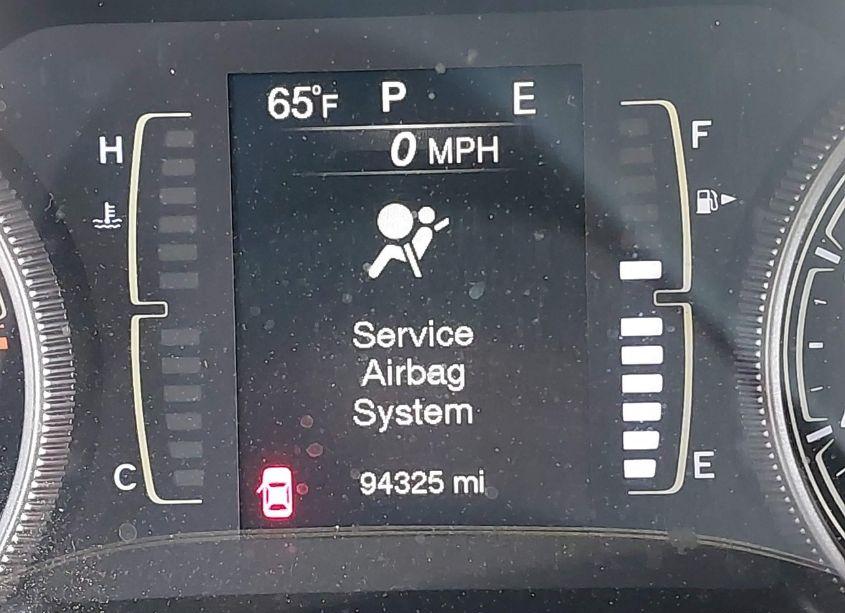 65°F P E
0 MPH
H
F
Service
Airbag
System
C
E
94325 mi